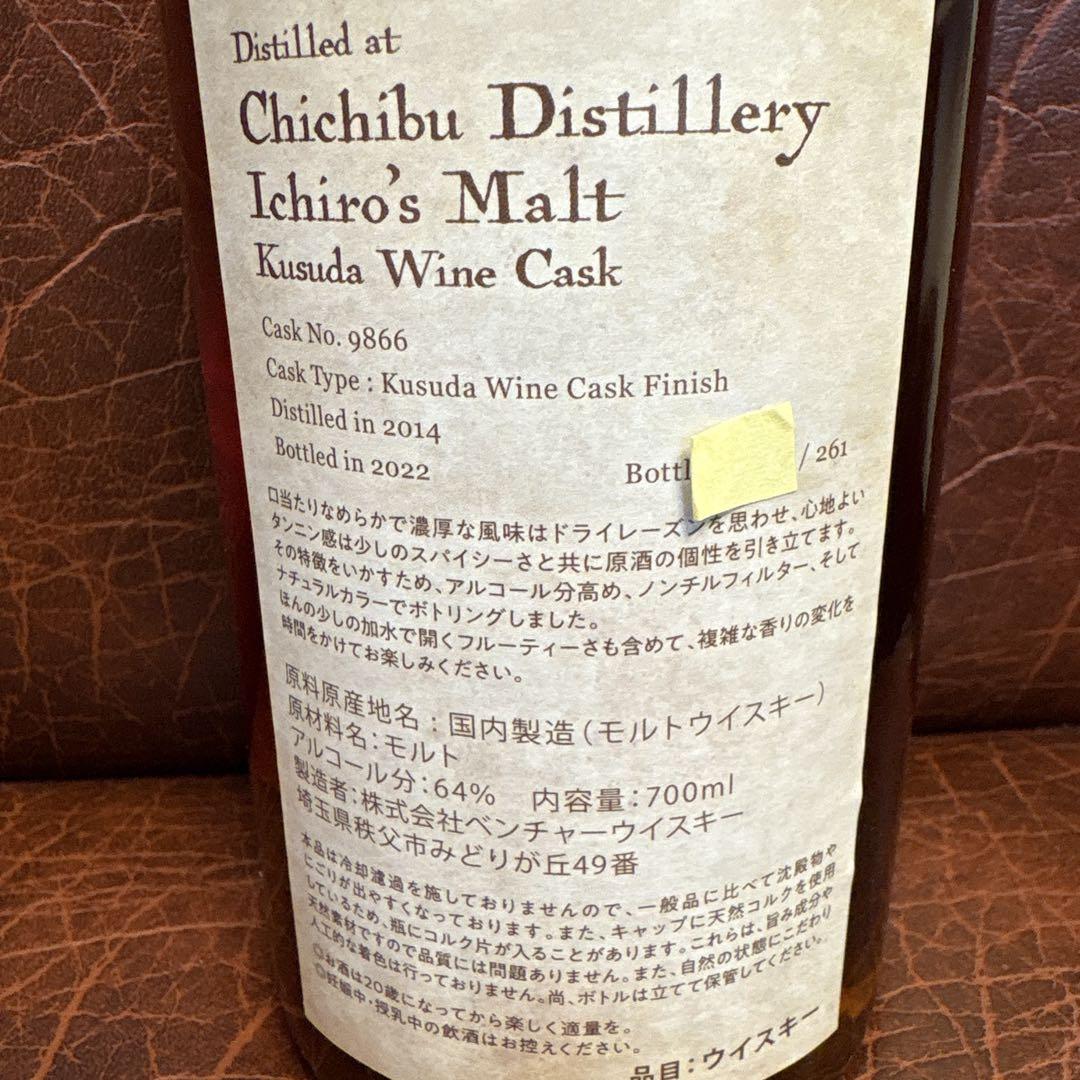 Distilled at
Chichibu Distillery
Ichiro's Malt
Kusuda Wine Cask
Cask No. 9866
Cask Type : Kusuda Wine Cask Finish
Distilled in 2014
Bottled in 2022
Bottl / 261
口当たりなめらかで濃厚な風味はドライレーズンを思わせ、心地よい
タンニン感は少しのスパイシーさと共に原酒の個性を引き立てます。
その特徴をいかすため、アルコール分高め、ノンチルフィルター、そして
ナチュラルカラーでボトリングしました。
ほんの少しの加水で開くフルーティーさも含めて、複雑な香りの変化を
時間をかけてお楽しみください。
原料原産地名：国内製造（モルトウイスキー）
原材料名：モルト
アルコール分：64% 内容量：700ml
製造者：株式会社ベンチャーウイスキー
埼玉県秩父市みどりが丘49番
本品は冷却濾過を施しておりませんので、一般品に比べて沈殿物や
にごりが出やすくなっております。また、キャップに天然コルクを使用
しているため、瓶にコルク片が入ることがあります。これらは、旨み成分や
天然素材ですので品質には問題ありません。また、自然の状態にこだわり
人工的な着色は行っておりません。尚、ボトルは立てて保管してください。
◎お酒は20歳になってから楽しく適量を。
◎妊娠中・授乳中の飲酒はお控えください。
品目：ウイスキー